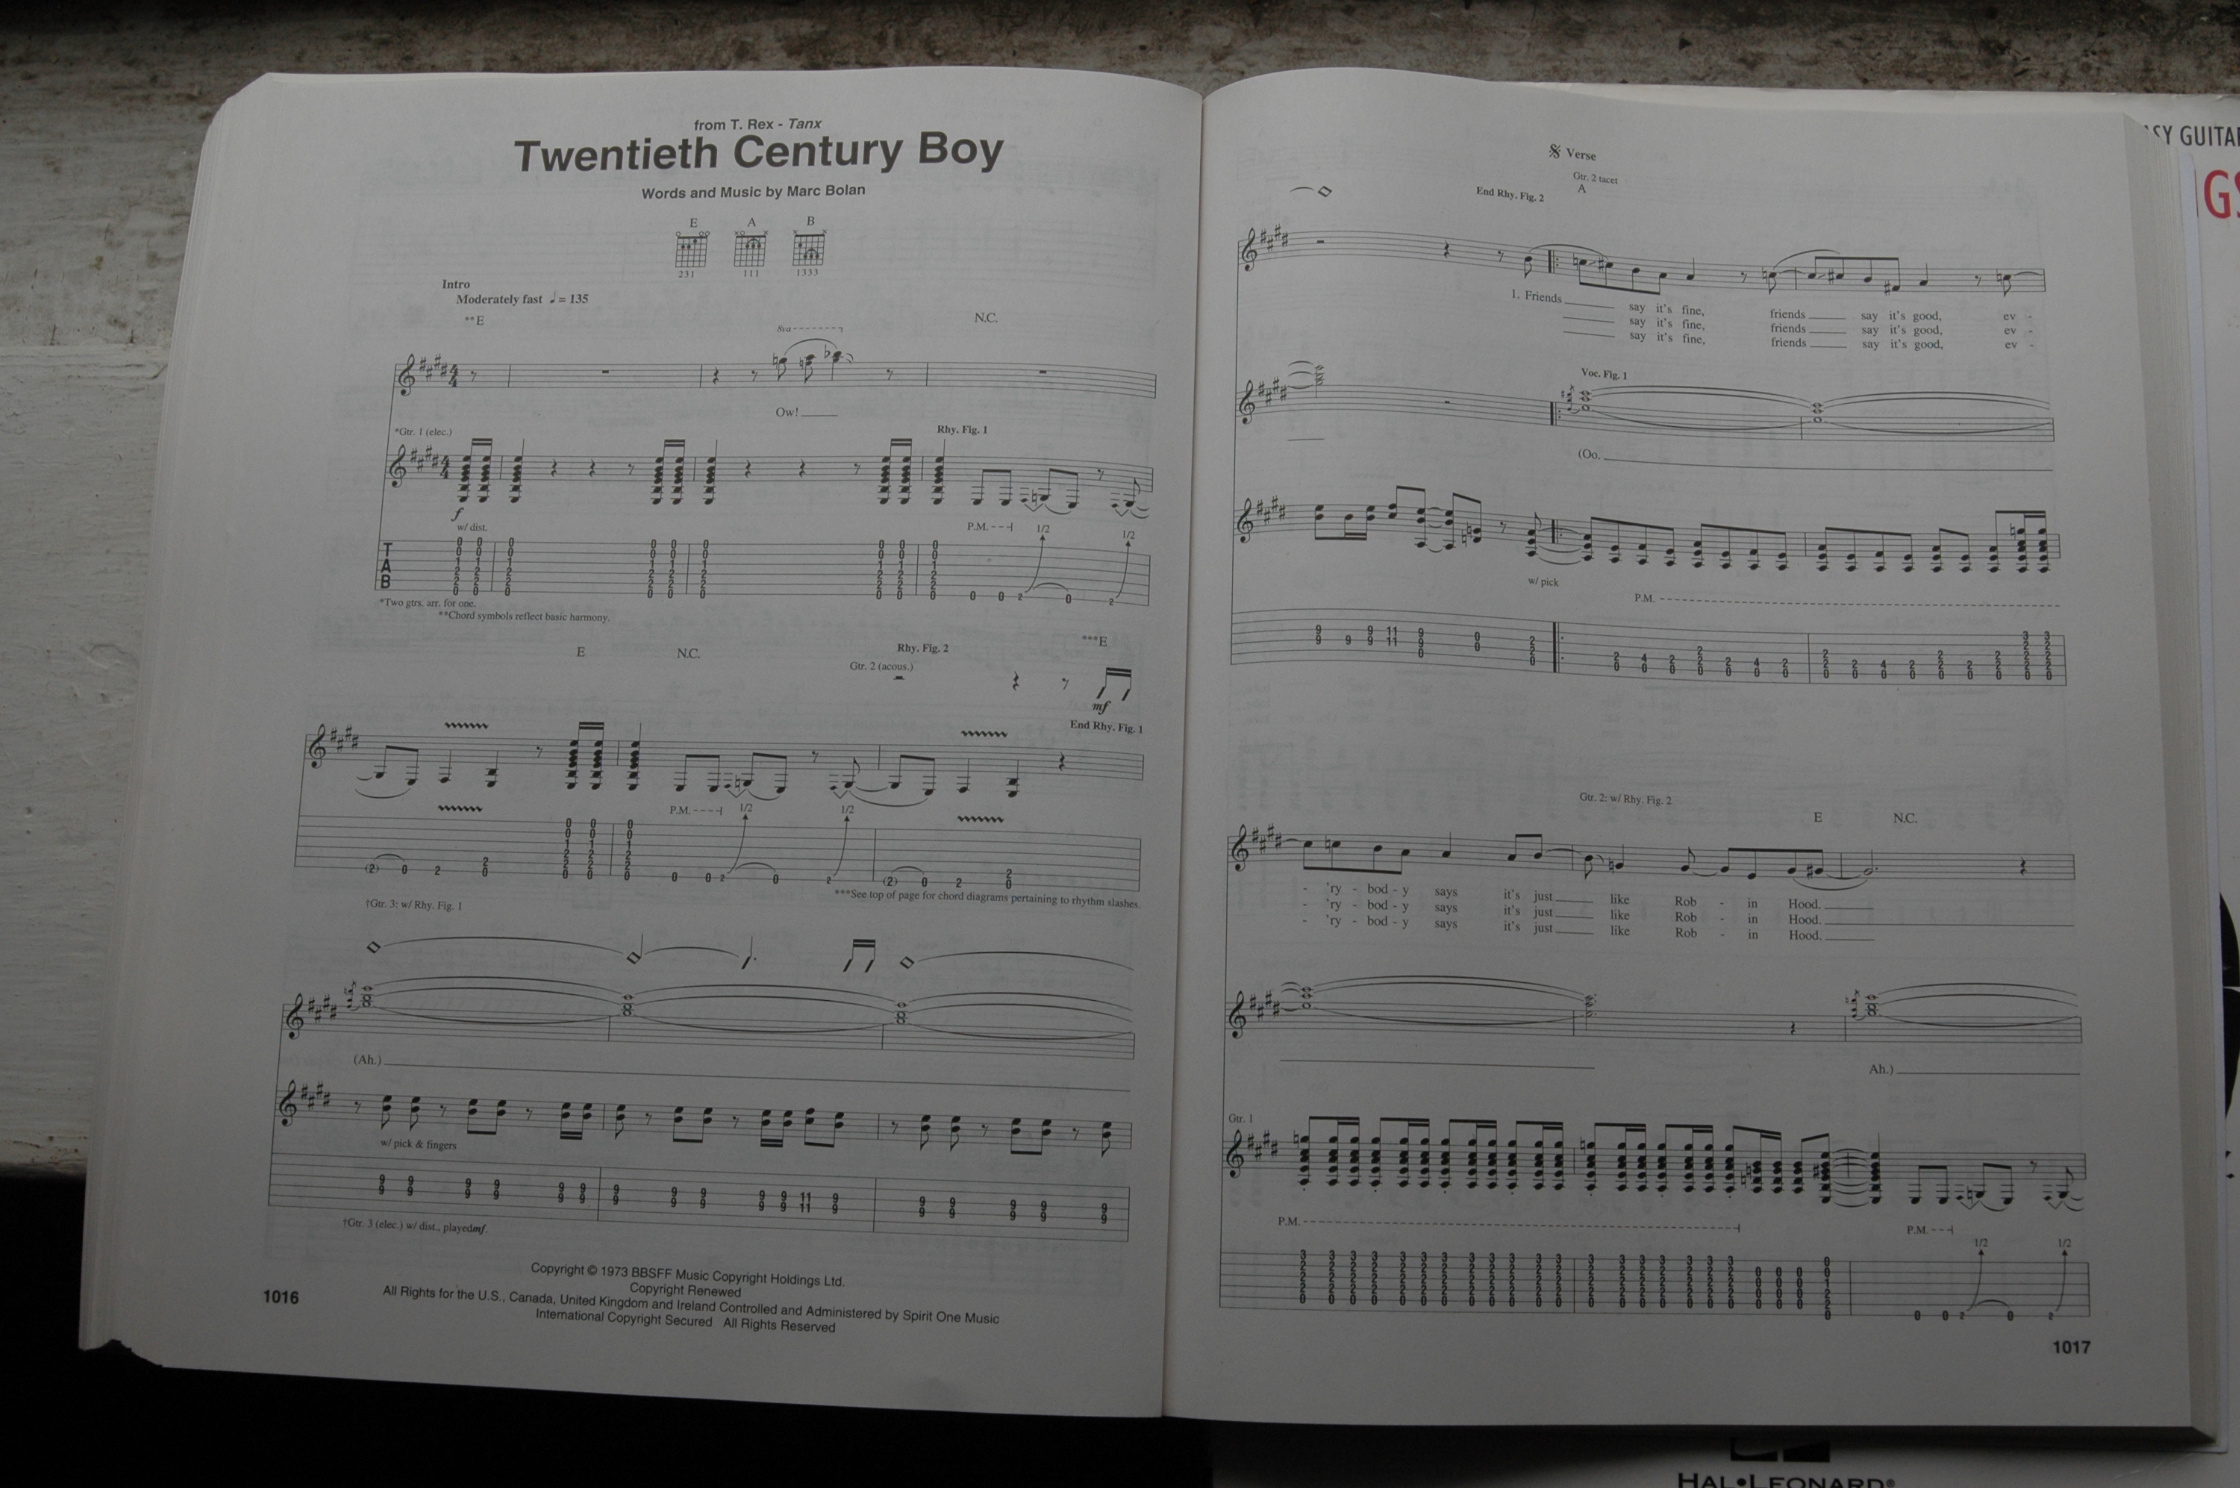 from T. Rex - Tanx
Twentieth Century Boy
Words and Music by Marc Bolan
E A B
231 111 1333
Intro
Moderately fast ♩ = 135
**E
8va
N.C.
Ow!
*Gtr. 1 (elec.)
Rhy. Fig. 1
f
w/ dist.
P.M.
1/2
1/2
T
A
B
*Two gtrs. arr. for one.
**Chord symbols reflect basic harmony.
E
N.C.
Rhy. Fig. 2
Gtr. 2 (acous.)
***E
mf
End Rhy. Fig. 1
P.M.
1/2
1/2
***See top of page for chord diagrams pertaining to rhythm slashes.
†Gtr. 3: w/ Rhy. Fig. 1
(Ah.)
w/ pick & fingers
†Gtr. 3 (elec.) w/ dist., played mf.
Copyright © 1973 BBSFF Music Copyright Holdings Ltd.
Copyright Renewed
All Rights for the U.S., Canada, United Kingdom and Ireland Controlled and Administered by Spirit One Music
International Copyright Secured All Rights Reserved
1016
End Rhy. Fig. 2
Verse
Gtr. 2 tacet
A
1. Friends say it's fine, friends say it's good, ev -
say it's fine, friends say it's good, ev -
say it's fine, friends say it's good, ev -
Voc. Fig. 1
(Oo.
w/ pick
P.M.
Gtr. 2: w/ Rhy. Fig. 2
E
N.C.
- 'ry - bod - y says it's just like Rob - in Hood.
- 'ry - bod - y says it's just like Rob - in Hood.
- 'ry - bod - y says it's just like Rob - in Hood.
Ah.)
Gtr. 1
P.M.
P.M.
1/2
1/2
1017
SY GUITAR
GS
HAL•LEONARD®